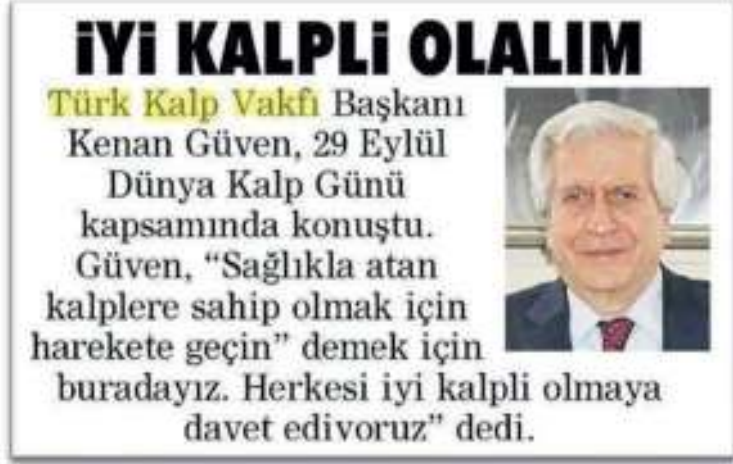 İYİ KALPLİ OLALIM
Türk Kalp Vakfı Başkanı
Kenan Güven, 29 Eylül
Dünya Kalp Günü
kapsamında konuştu.
Güven, “Sağlıkla atan
kalplere sahip olmak için
harekete geçin” demek için
buradayız. Herkesi iyi kalpli olmaya
davet ediyoruz” dedi.